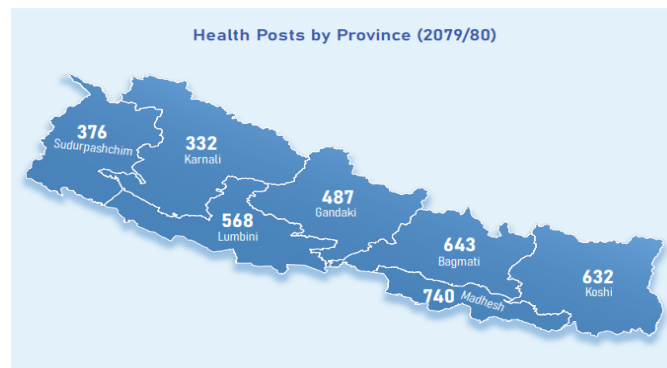 Health Posts by Province (2079/80)
376
Sudurpashchim
332
Karnali
487
Gandaki
568
Lumbini
643
Bagmati
740 Madhesh
632
Koshi